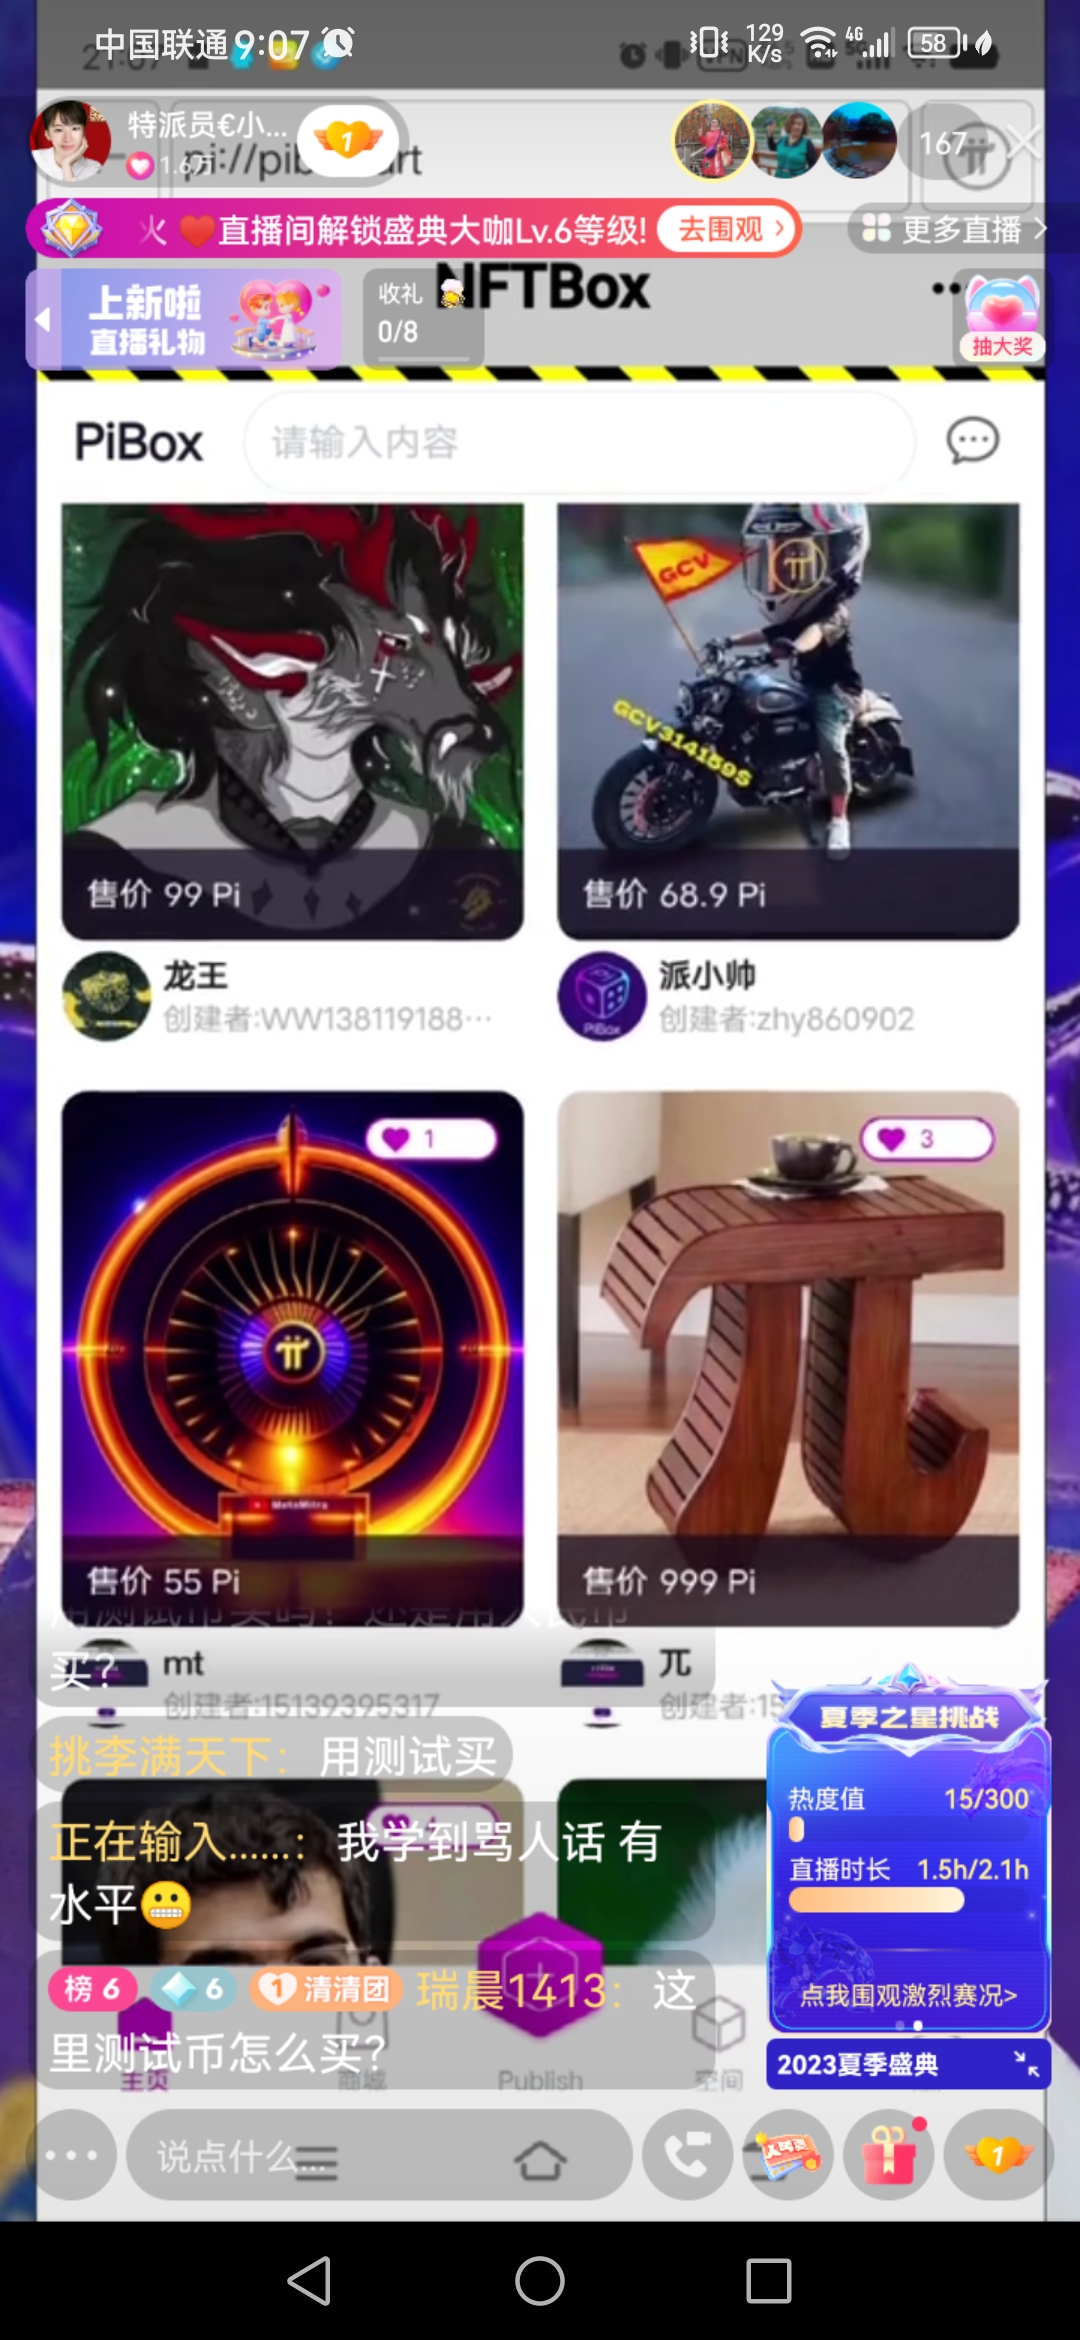 中国联通9:07
129 K/s
4G
58
特派员€小...
1.6万
1
167
火 ❤️直播间解锁盛典大咖Lv.6等级!
去围观 >
更多直播 >
上新啦
直播礼物
收礼
0/8
NFTBox
抽大奖
PiBox
请输入内容
GCV
GCV314159$
售价 99 Pi
售价 68.9 Pi
龙王
创建者:WW138119188...
派小帅
创建者:zhy860902
PiBox
1
3
MetaMitra
售价 55 Pi
售价 999 Pi
买?
mt
创建者:15139395317
兀
创建者:15
挑李满天下: 用测试买
正在输入......: 我学到骂人话 有
水平😬
榜 6
6
1 清清团
瑞晨1413: 这
里测试币怎么买?
夏季之星挑战
热度值 15/300
直播时长 1.5h/2.1h
点我围观激烈赛况>
2023夏季盛典
主页
商城
Publish
空间
说点什么...
人气票
1